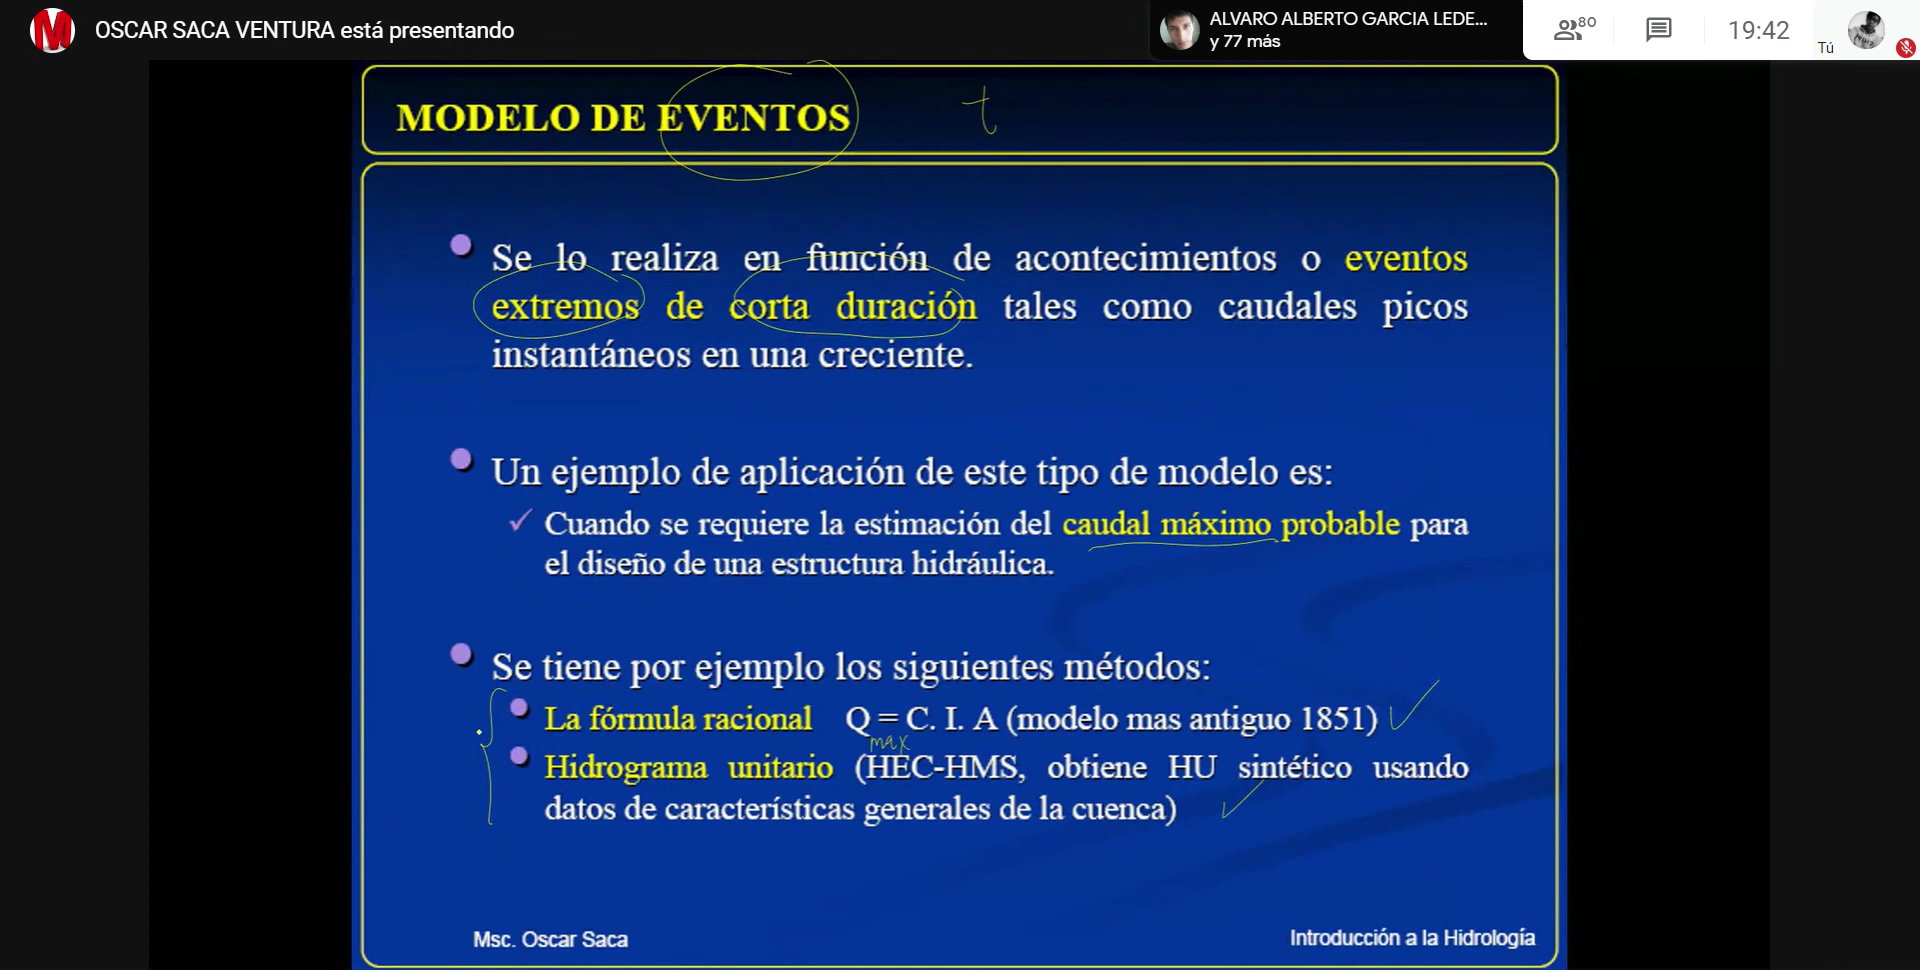 OSCAR SACA VENTURA está presentando
ALVARO ALBERTO GARCIA LEDE...
y 77 más
80
19:42
Tú
MODELO DE EVENTOS
t
Se lo realiza en función de acontecimientos o eventos
extremos de corta duración tales como caudales picos
instantáneos en una creciente.
Un ejemplo de aplicación de este tipo de modelo es:
Cuando se requiere la estimación del caudal máximo probable para
el diseño de una estructura hidráulica.
Se tiene por ejemplo los siguientes métodos:
La fórmula racional Q = C. I. A (modelo mas antiguo 1851)
max
Hidrograma unitario (HEC-HMS, obtiene HU sintético usando
datos de características generales de la cuenca)
Msc. Oscar Saca
Introducción a la Hidrología